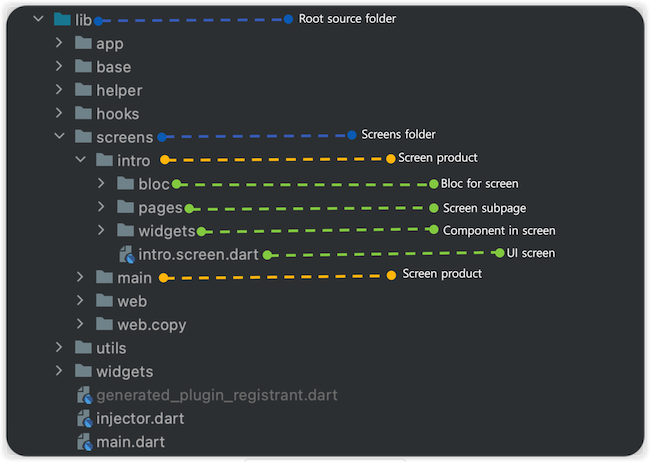 lib Root source folder
app
base
helper
hooks
screens Screens folder
intro Screen product
bloc Bloc for screen
pages Screen subpage
widgets Component in screen
intro.screen.dart UI screen
main Screen product
web
web.copy
utils
widgets
generated_plugin_registrant.dart
injector.dart
main.dart